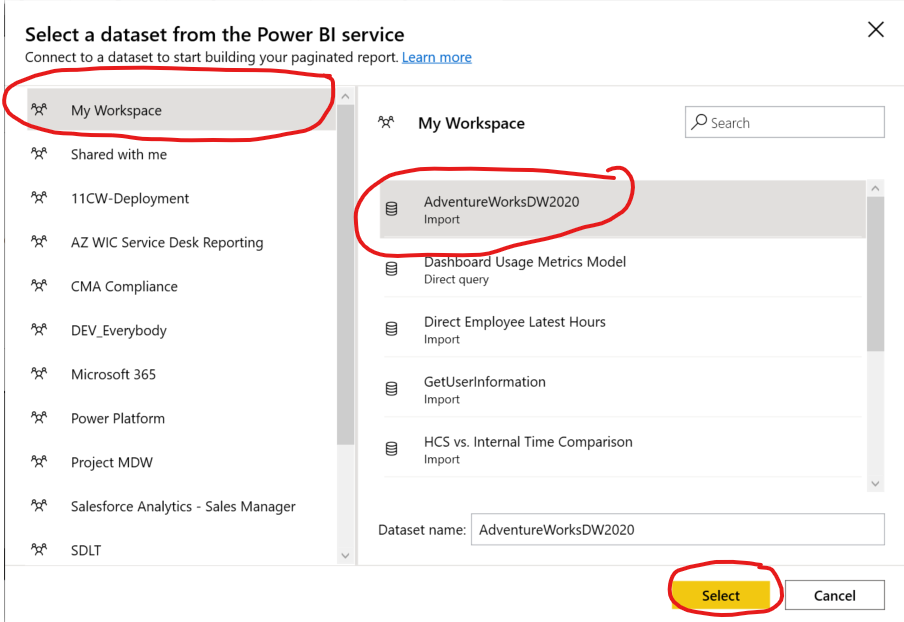 Select a dataset from the Power BI service
Connect to a dataset to start building your paginated report. Learn more
My Workspace
Shared with me
11CW-Deployment
AZ WIC Service Desk Reporting
CMA Compliance
DEV_Everybody
Microsoft 365
Power Platform
Project MDW
Salesforce Analytics - Sales Manager
SDLT
My Workspace
Search
AdventureWorksDW2020
Import
Dashboard Usage Metrics Model
Direct query
Direct Employee Latest Hours
Import
GetUserInformation
Import
HCS vs. Internal Time Comparison
Import
Dataset name: AdventureWorksDW2020
Select Cancel